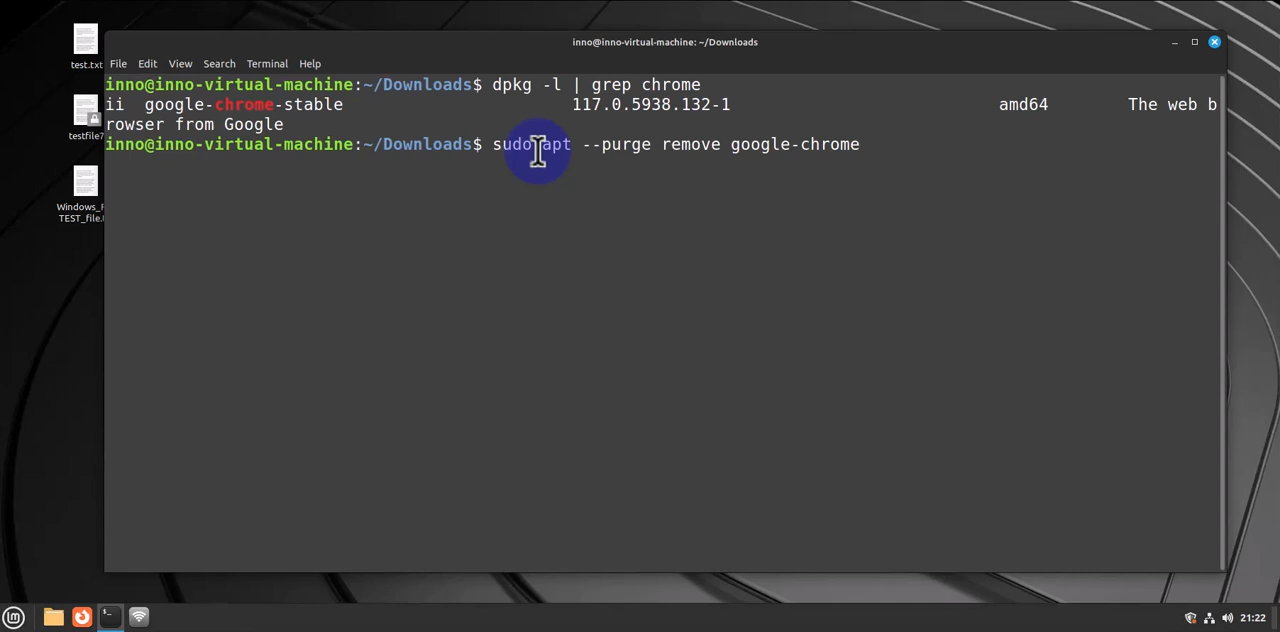 inno@inno-virtual-machine: ~/Downloads
test.txt
File Edit View Search Terminal Help
inno@inno-virtual-machine:~/Downloads$ dpkg -l | grep chrome
ii google-chrome-stable 117.0.5938.132-1 amd64 The web b
rowser from Google
inno@inno-virtual-machine:~/Downloads$ sudo apt --purge remove google-chrome
testfile7
Windows_
TEST_file.
21:22